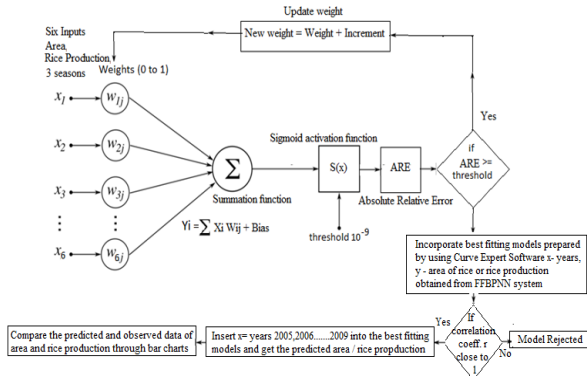 Update weight
New weight = Weight + Increment
Six Inputs
Area,
Rice Production,
3 seasons
Weights (0 to 1)
x1
W1j
x2
W2j
x3
W3j
x6
W6j
Σ
Summation function
Yi = ∑ Xi Wij + Bias
Sigmoid activation function
S(x)
threshold 10-9
ARE
Absolute Relative Error
if
ARE >=
threshold
Yes
Incorporate best fitting models prepared
by using Curve Expert Software x- years,
y - area of rice or rice production
obtained from FFBPNN system
If
correlation
coeff. r
close to
1
No
Model Rejected
Yes
Insert x= years 2005,2006.......2009 into the best fitting
models and get the predicted area / rice propduction
Compare the predicted and observed data of
area and rice production through bar charts